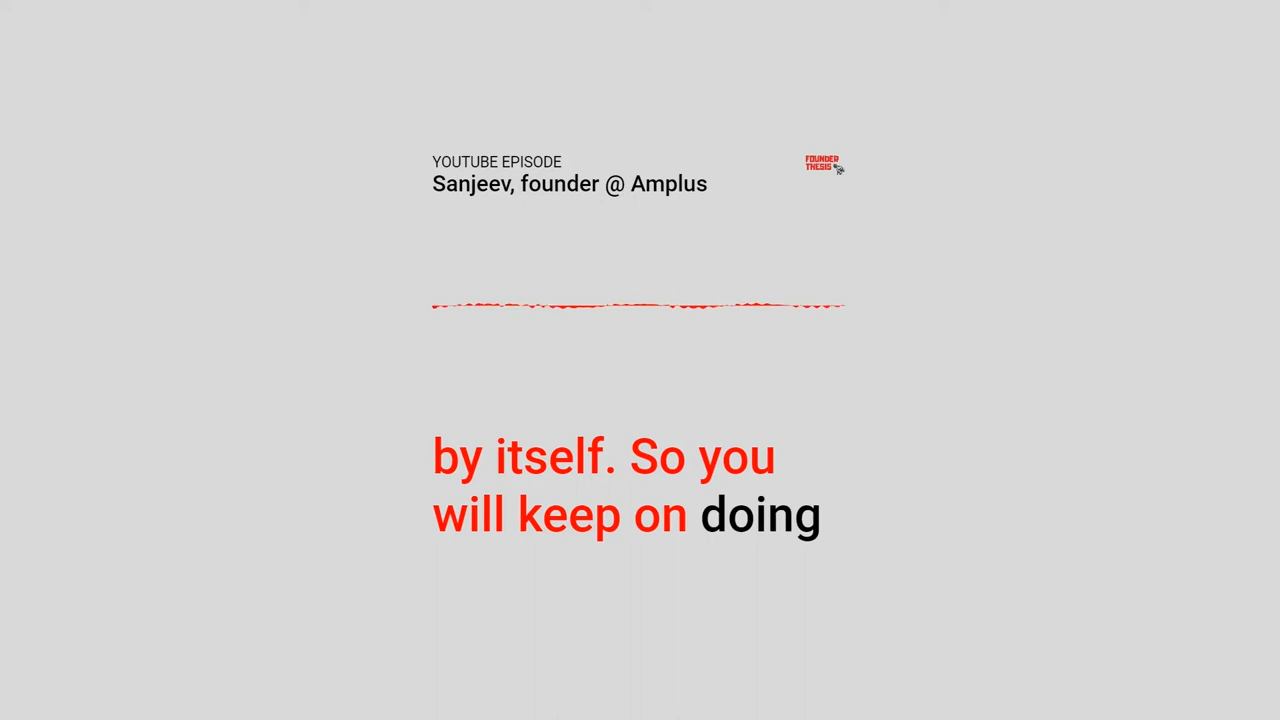 YOUTUBE EPISODE
Sanjeev, founder @ Amplus
FOUNDER
THESIS
by itself. So you
will keep on doing